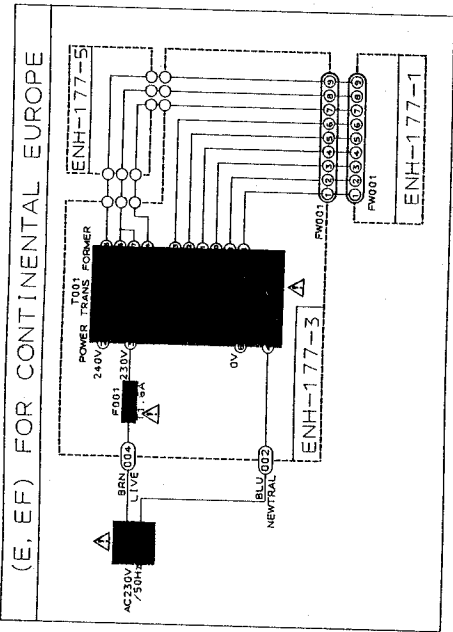 (E, EF) FOR CONTINENTAL EUROPE
ENH-177-5
T001
POWER TRANS FORMER
240V
230V
0V
F001
BRN
LIVE
004
BLU
NEWTRAL
002
AC230V
/50Hz
ENH-177-3
FW001
1 2 3 4 5 6 7 8 9
1 2 3 4 5 6 7 8 9
FW001
ENH-177-1